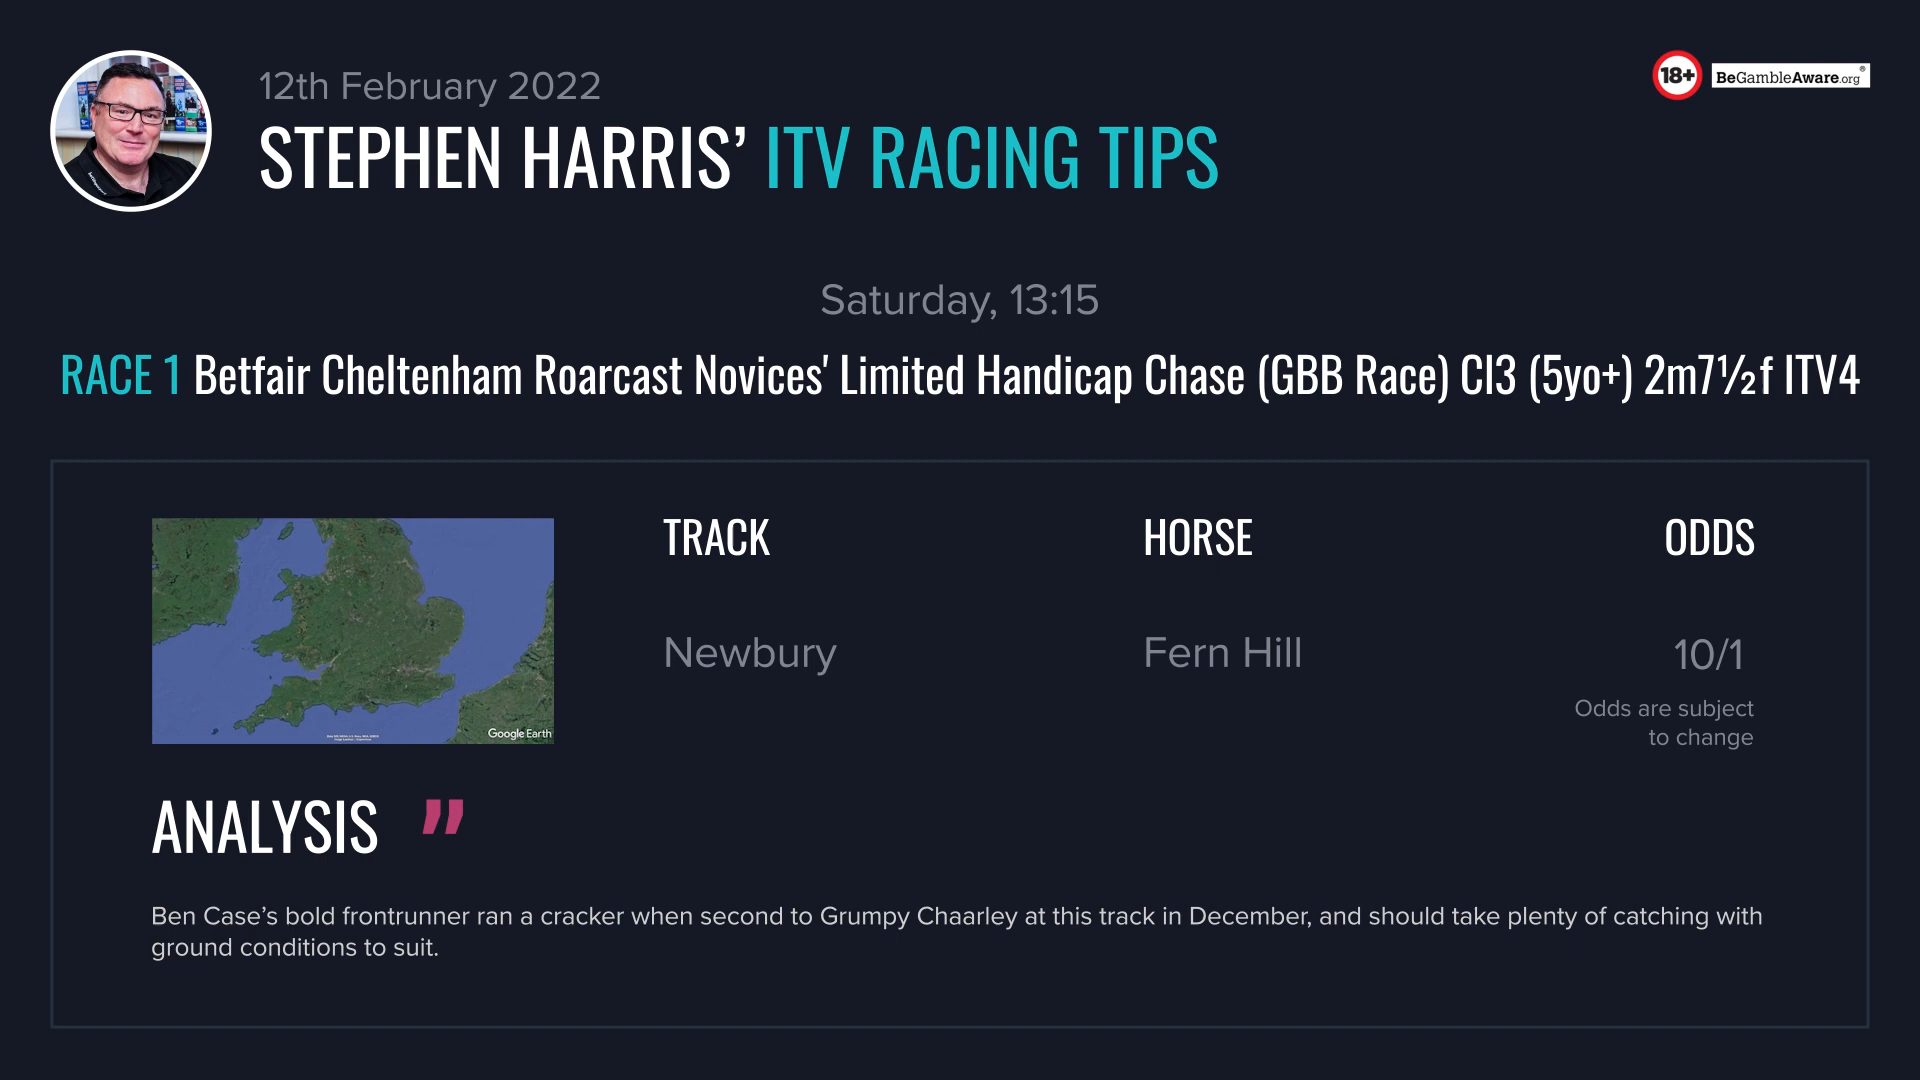 12th February 2022
STEPHEN HARRIS’ ITV RACING TIPS
18+ BeGambleAware.org®
Saturday, 13:15
RACE 1 Betfair Cheltenham Roarcast Novices' Limited Handicap Chase (GBB Race) Cl3 (5yo+) 2m7½f ITV4
TRACK HORSE ODDS
Newbury Fern Hill 10/1
Odds are subject
to change
Google Earth
ANALYSIS ”
Ben Case’s bold frontrunner ran a cracker when second to Grumpy Chaarley at this track in December, and should take plenty of catching with
ground conditions to suit.